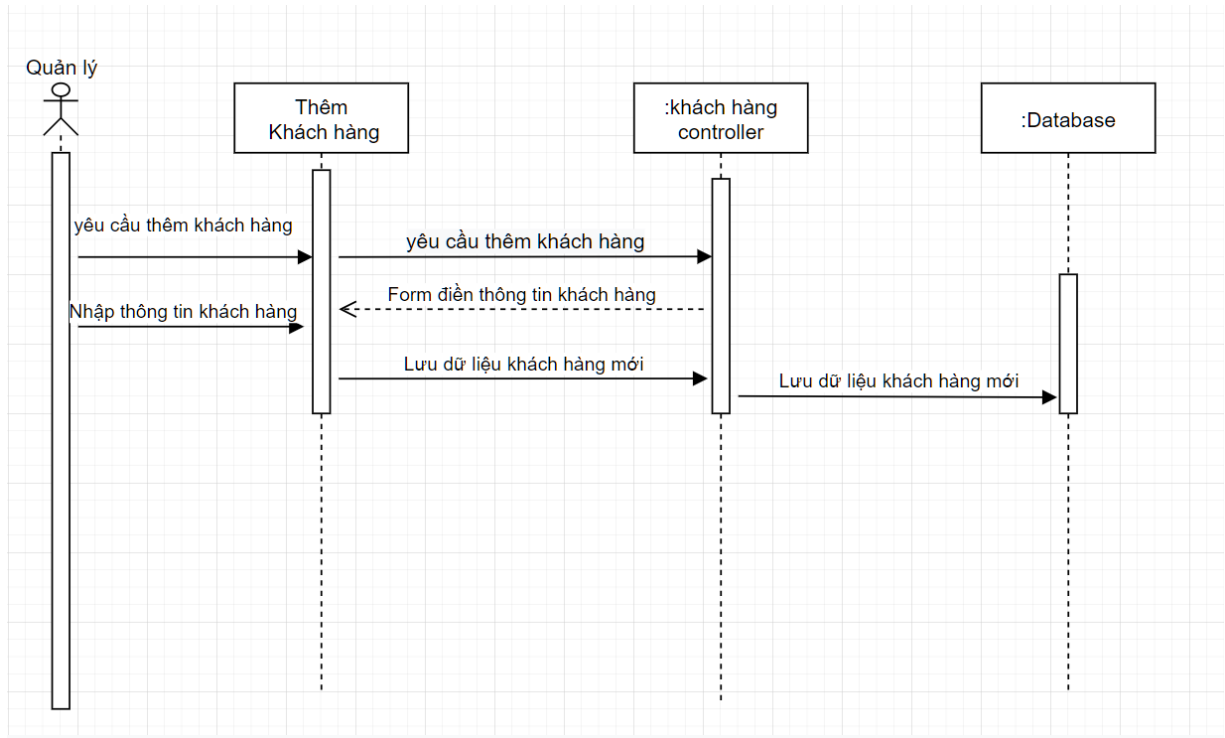 Quản lý
Thêm
Khách hàng
:khách hàng
controller
:Database
yêu cầu thêm khách hàng
yêu cầu thêm khách hàng
Form điền thông tin khách hàng
Nhập thông tin khách hàng
Lưu dữ liệu khách hàng mới
Lưu dữ liệu khách hàng mới